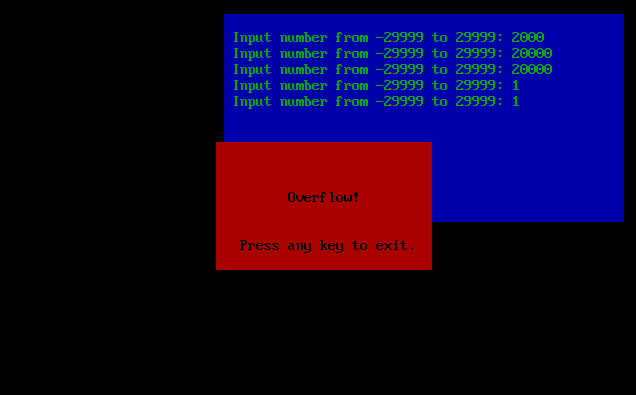 Input number from -29999 to 29999: 2000
Input number from -29999 to 29999: 20000
Input number from -29999 to 29999: 20000
Input number from -29999 to 29999: 1
Input number from -29999 to 29999: 1
Overflow!
Press any key to exit.